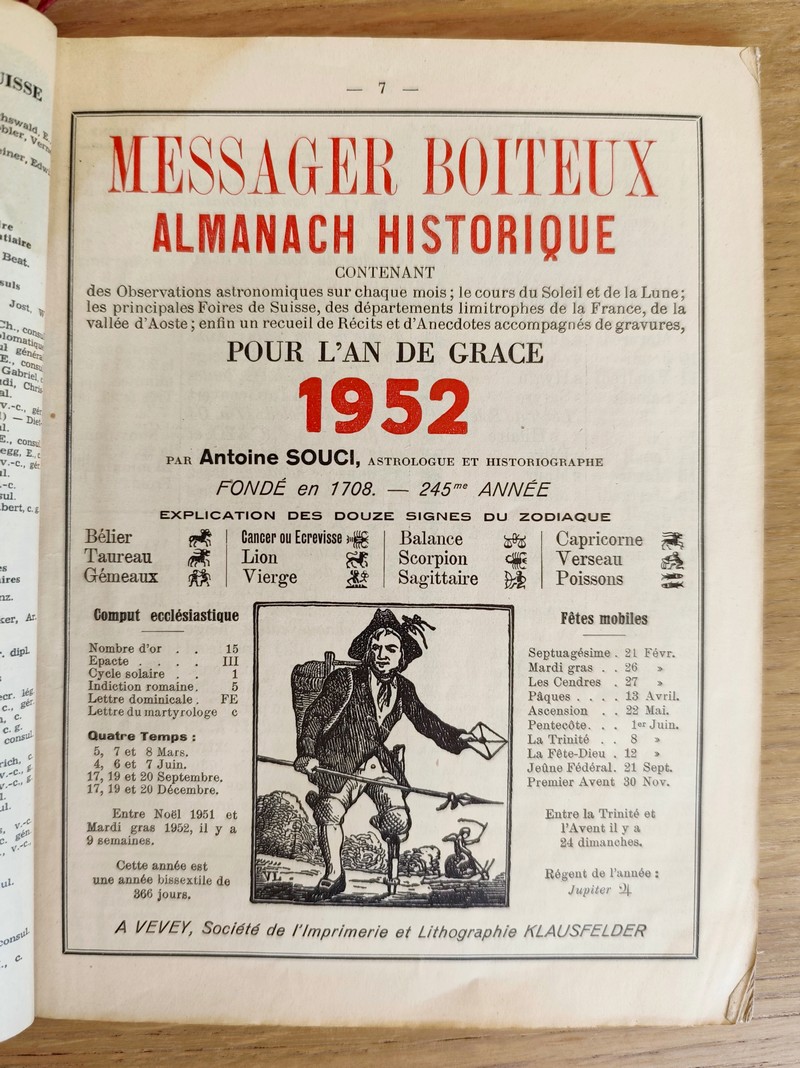 UISSE
— 7 —
MESSAGER BOITEUX
ALMANACH HISTORIQUE
CONTENANT
des Observations astronomiques sur chaque mois ; le cours du Soleil et de la Lune ;
les principales Foires de Suisse, des départements limitrophes de la France, de la
vallée d'Aoste ; enfin un recueil de Récits et d'Anecdotes accompagnés de gravures,
POUR L'AN DE GRACE
1952
PAR Antoine SOUCI, ASTROLOGUE ET HISTORIOGRAPHE
FONDÉ en 1708. — 245me ANNÉE
EXPLICATION DES DOUZE SIGNES DU ZODIAQUE
Bélier
Taureau
Gémeaux
Cancer ou Ecrevisse
Lion
Vierge
Balance
Scorpion
Sagittaire
Capricorne
Verseau
Poissons
Comput ecclésiastique
Nombre d'or . . 15
Epacte . . . . III
Cycle solaire . . 1
Indiction romaine. 5
Lettre dominicale . FE
Lettre du martyrologe c
Quatre Temps :
5, 7 et 8 Mars.
4, 6 et 7 Juin.
17, 19 et 20 Septembre.
17, 19 et 20 Décembre.
Entre Noël 1951 et
Mardi gras 1952, il y a
9 semaines.
Cette année est
une année bissextile de
366 jours.
VL
Fêtes mobiles
Septuagésime . 21 Févr.
Mardi gras . . 26 »
Les Cendres . 27 »
Pâques . . . . 13 Avril.
Ascension . . 22 Mai.
Pentecôte. . . 1er Juin.
La Trinité . . 8 »
La Fête-Dieu . 12 »
Jeûne Fédéral. 21 Sept.
Premier Avent 30 Nov.
Entre la Trinité et
l'Avent il y a
24 dimanches.
Régent de l'année :
Jupiter ♃
A VEVEY, Société de l'Imprimerie et Lithographie KLAUSFELDER